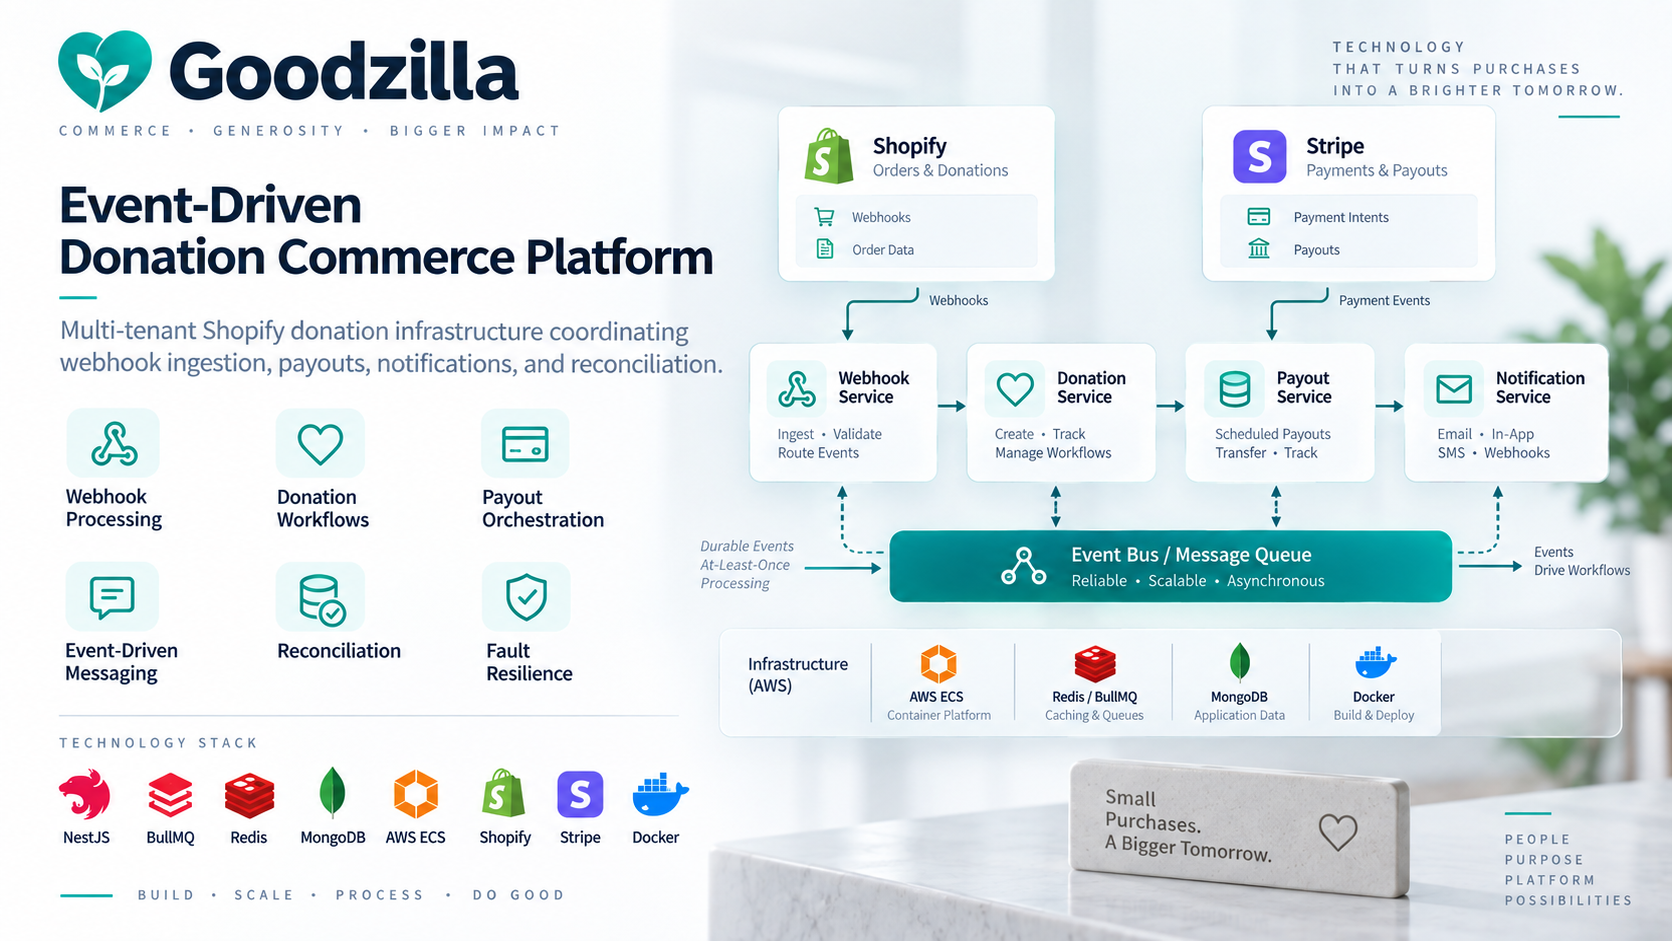 Goodzilla
COMMERCE • GENEROSITY • BIGGER IMPACT
Event-Driven
Donation Commerce Platform
Multi-tenant Shopify donation infrastructure coordinating
webhook ingestion, payouts, notifications, and reconciliation.
Webhook
Processing
Donation
Workflows
Payout
Orchestration
Event-Driven
Messaging
Reconciliation
Fault
Resilience
TECHNOLOGY STACK
NestJS
BullMQ
Redis
MongoDB
AWS ECS
S
Shopify
S
Stripe
Docker
BUILD • SCALE • PROCESS • DO GOOD
TECHNOLOGY
THAT TURNS PURCHASES
INTO A BRIGHTER TOMORROW.
S
Shopify
Orders & Donations
Webhooks
Order Data
S
Stripe
Payments & Payouts
Payment Intents
Payouts
Webhooks
Payment Events
Webhook
Service
Ingest • Validate
Route Events
Donation
Service
Create • Track
Manage Workflows
Payout
Service
Scheduled Payouts
Transfer • Track
Notification
Service
Email • In-App
SMS • Webhooks
Durable Events
At-Least-Once
Processing
Event Bus / Message Queue
Reliable • Scalable • Asynchronous
Events
Drive Workflows
Infrastructure
(AWS)
AWS ECS
Container Platform
Redis / BullMQ
Caching & Queues
MongoDB
Application Data
Docker
Build & Deploy
Small
Purchases.
A Bigger Tomorrow.
PEOPLE
PURPOSE
PLATFORM
POSSIBILITIES